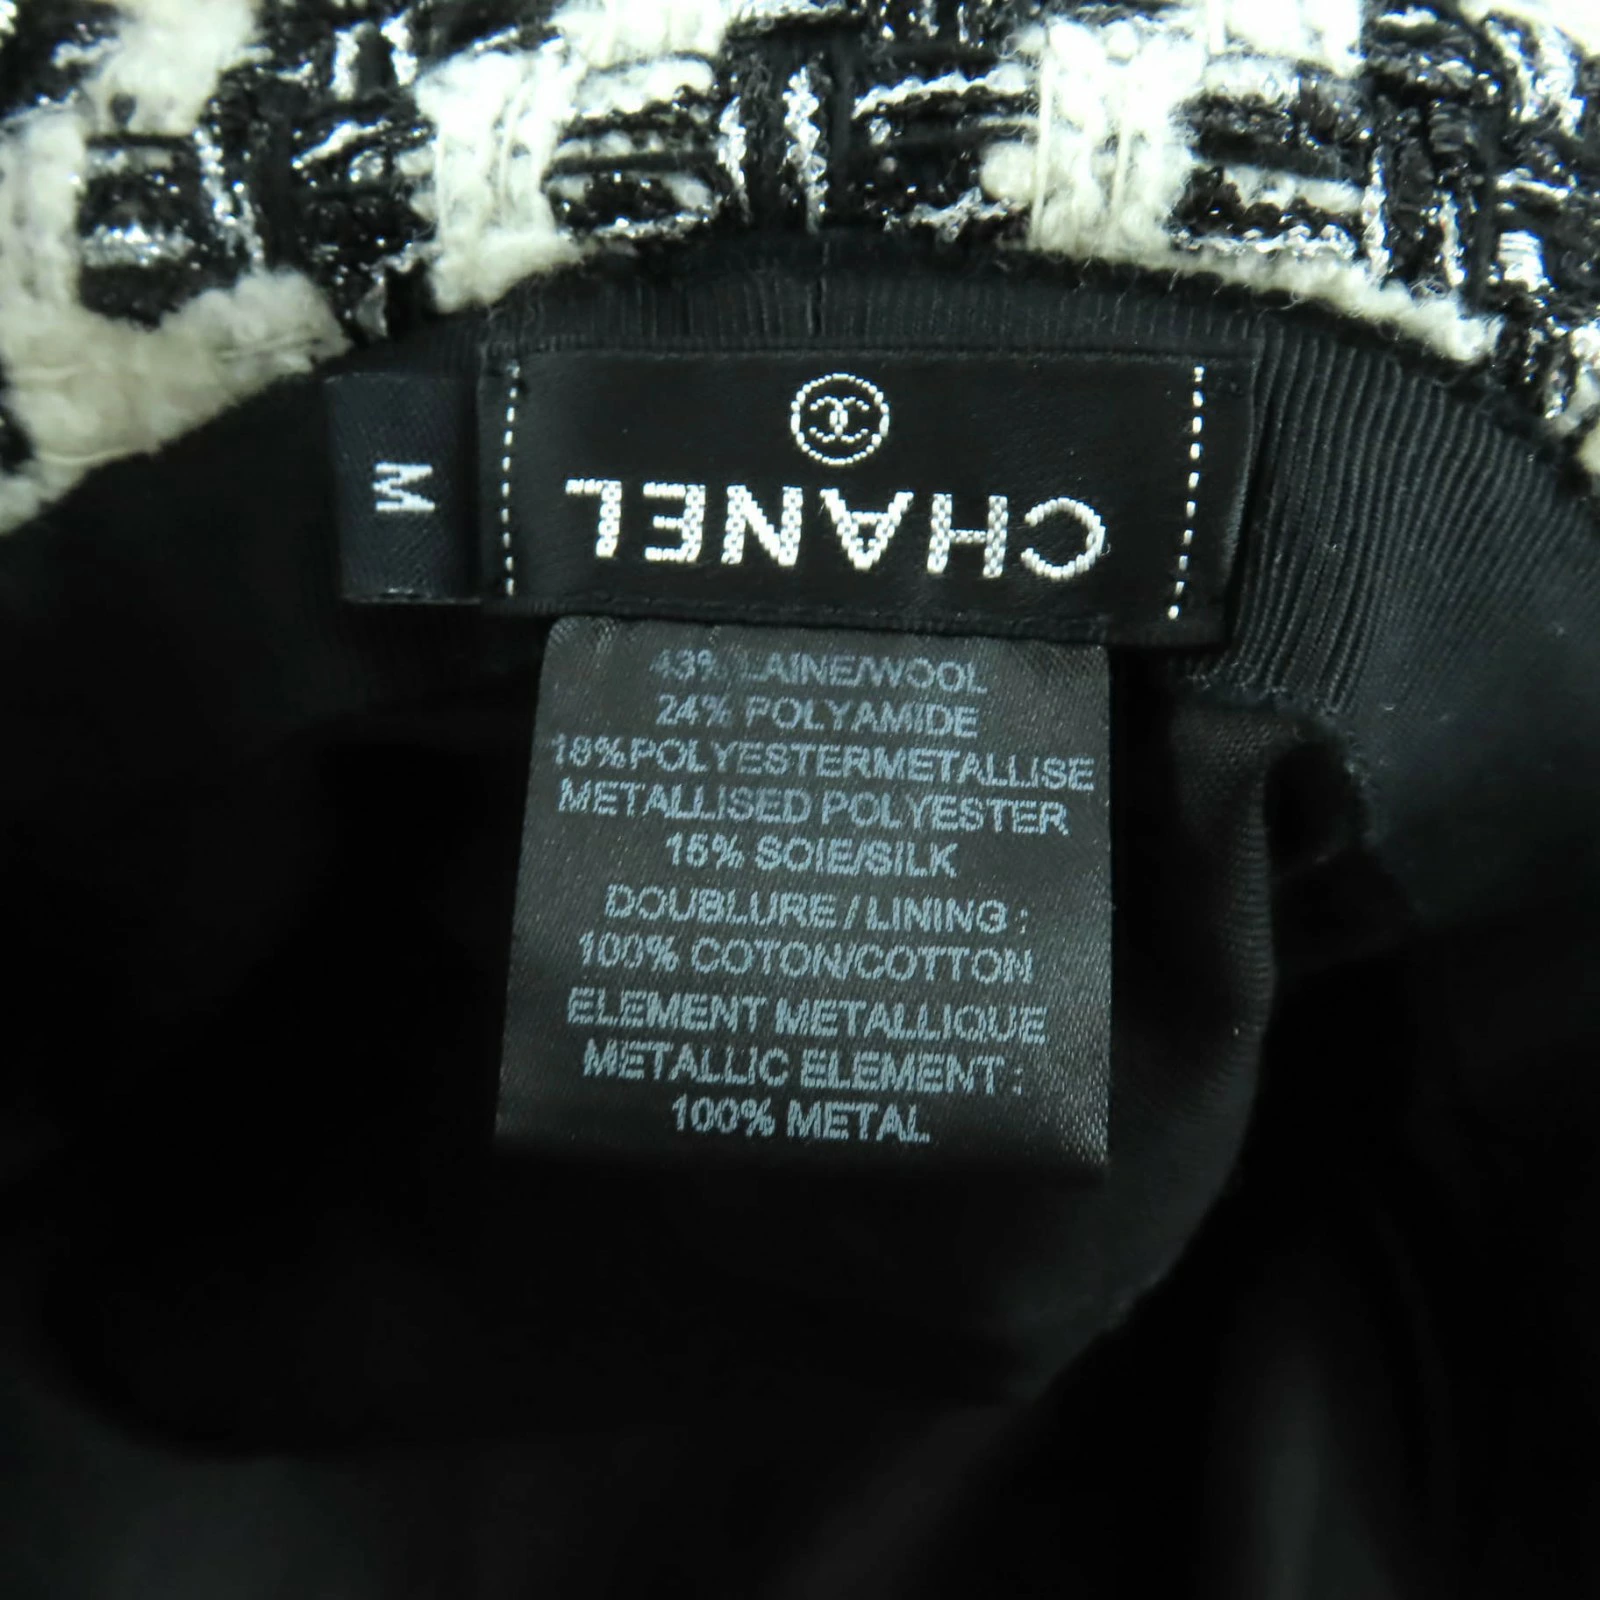 CHANEL
M
43% LAINE/WOOL
24% POLYAMIDE
18%POLYESTERMETALLISE
METALLISED POLYESTER
15% SOIE/SILK
DOUBLURE / LINING :
100% COTON/COTTON
ELEMENT METALLIQUE
METALLIC ELEMENT :
100% METAL